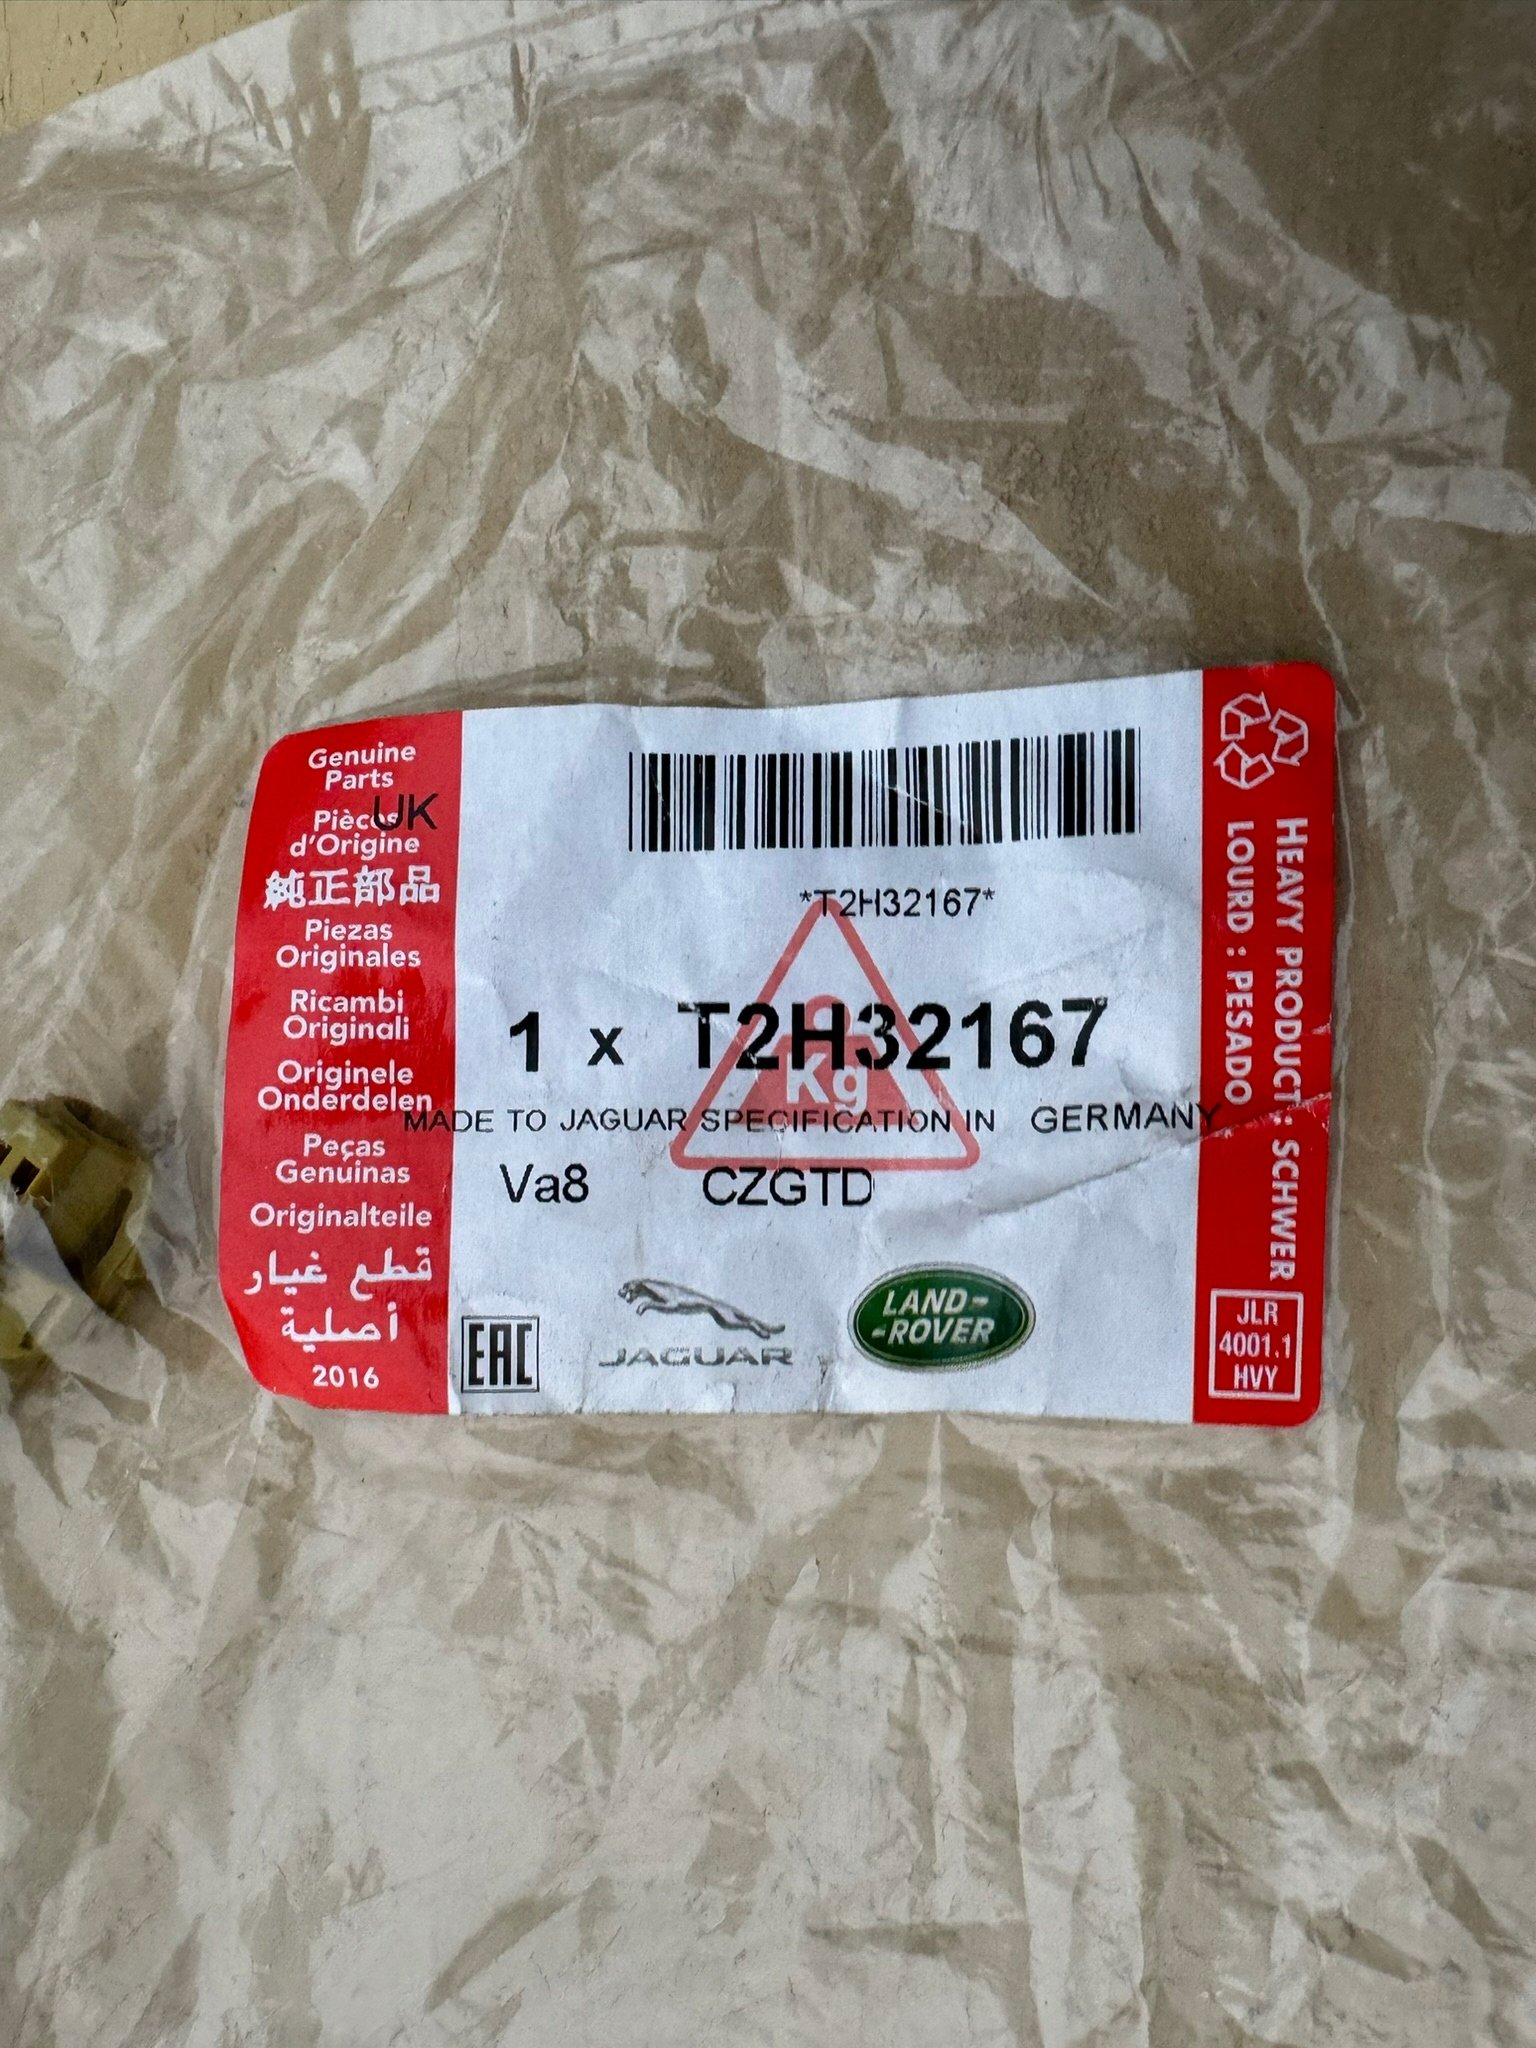 Genuine
Parts
UK
Pièces
d'Origine
純正部品
Piezas
Originales
Ricambi
Originali
Originele
Onderdelen
Peças
Genuinas
Originalteile
قطع غيار
أصلية
2016
*T2H32167*
1 x T2H32167
Kg
MADE TO JAGUAR SPECIFICATION IN GERMANY
Va8 CZGTD
EAC
JAGUAR
LAND-
-ROVER
HEAVY PRODUCT : SCHWER
LOURD : PESADO
JLR
4001.1
HVY